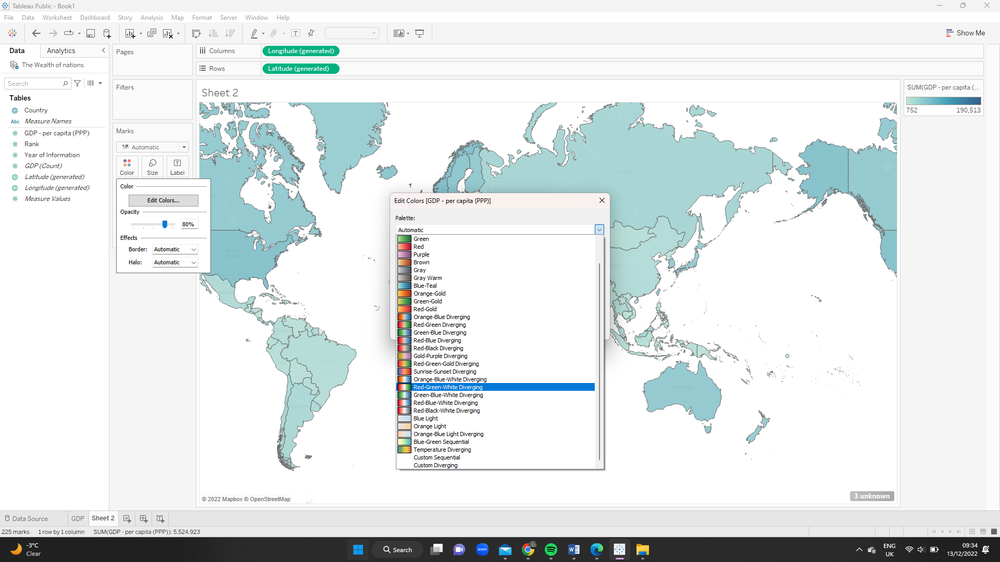 Tableau Public - Book1
File Data Worksheet Dashboard Story Analysis Map Format Server Window Help
Show Me
Data Analytics
Pages
Columns Longitude (generated)
The Wealth of nations
Rows Latitude (generated)
Search
Filters
SUM(GDP - per capita (...
752 190,513
Sheet 2
Tables
Country
Abc Measure Names
GDP - per capita (PPP)
Rank
Year of Information
GDP (Count)
Latitude (generated)
Longitude (generated)
Measure Values
Marks
Automatic
Color Size Label
Color
Edit Colors...
Opacity
80%
Effects
Border: Automatic
Halo: Automatic
Russia
United States
Mexico
Colombia
Brazil
Argentina
China
Australia
Edit Colors [GDP - per capita (PPP)]
Palette:
Automatic
Green
Red
Purple
Brown
Gray
Gray Warm
Blue-Teal
Orange-Gold
Green-Gold
Red-Gold
Orange-Blue Diverging
Red-Green Diverging
Green-Blue Diverging
Red-Blue Diverging
Red-Black Diverging
Gold-Purple Diverging
Red-Green-Gold Diverging
Sunrise-Sunset Diverging
Orange-Blue-White Diverging
Red-Green-White Diverging
Green-Blue-White Diverging
Red-Blue-White Diverging
Red-Black-White Diverging
Blue Light
Orange Light
Orange-Blue Light Diverging
Blue-Green Sequential
Temperature Diverging
Custom Sequential
Custom Diverging
© 2022 Mapbox © OpenStreetMap
3 unknown
Data Source GDP Sheet 2
225 marks 1 row by 1 column SUM(GDP - per capita (PPP)): 5,524,923
-3°C
Clear
Search
zoom
ENG
UK
09:34
13/12/2022